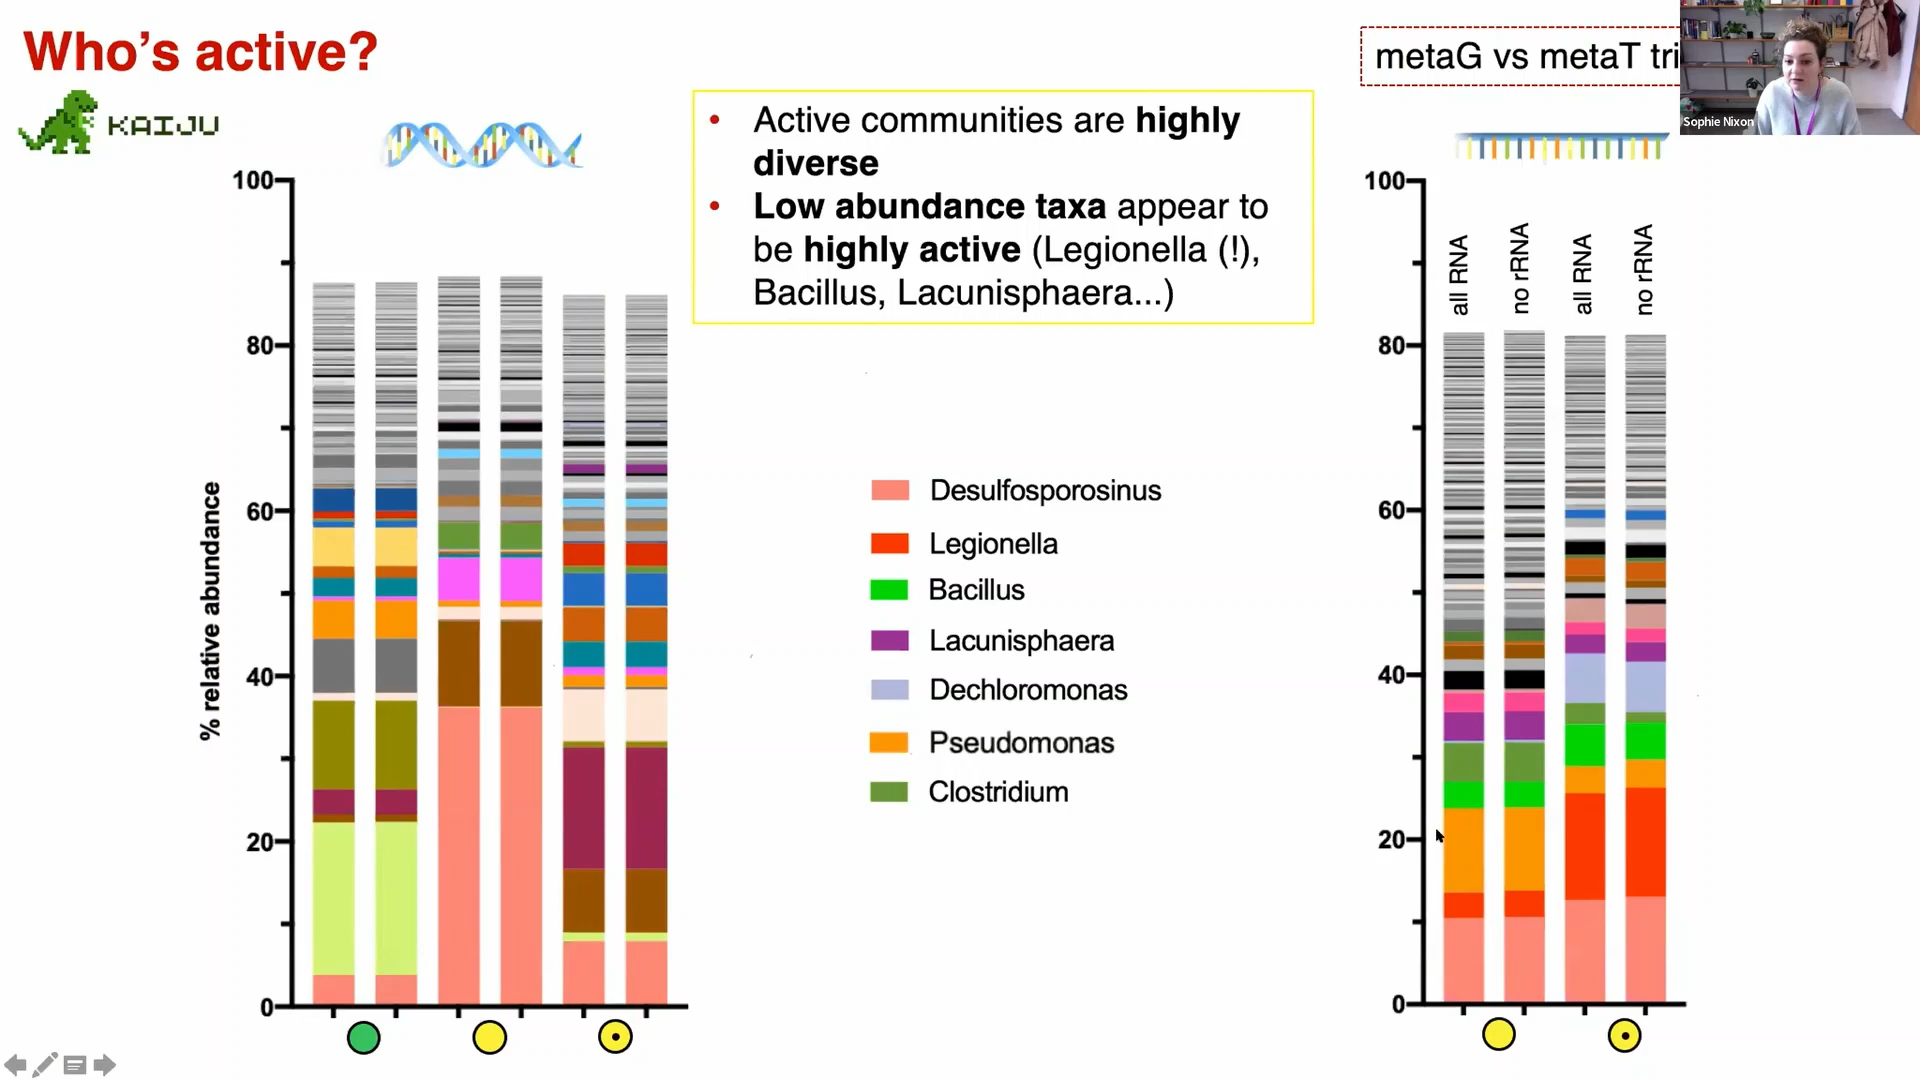 Who's active?
KAIJU
metaG vs metaT tri
Sophie Nixon
• Active communities are highly
diverse
• Low abundance taxa appear to
be highly active (Legionella (!),
Bacillus, Lacunisphaera...)
% relative abundance
100
80
60
40
20
0
Desulfosporosinus
Legionella
Bacillus
Lacunisphaera
Dechloromonas
Pseudomonas
Clostridium
all RNA
no rRNA
all RNA
no rRNA
100
80
60
40
20
0